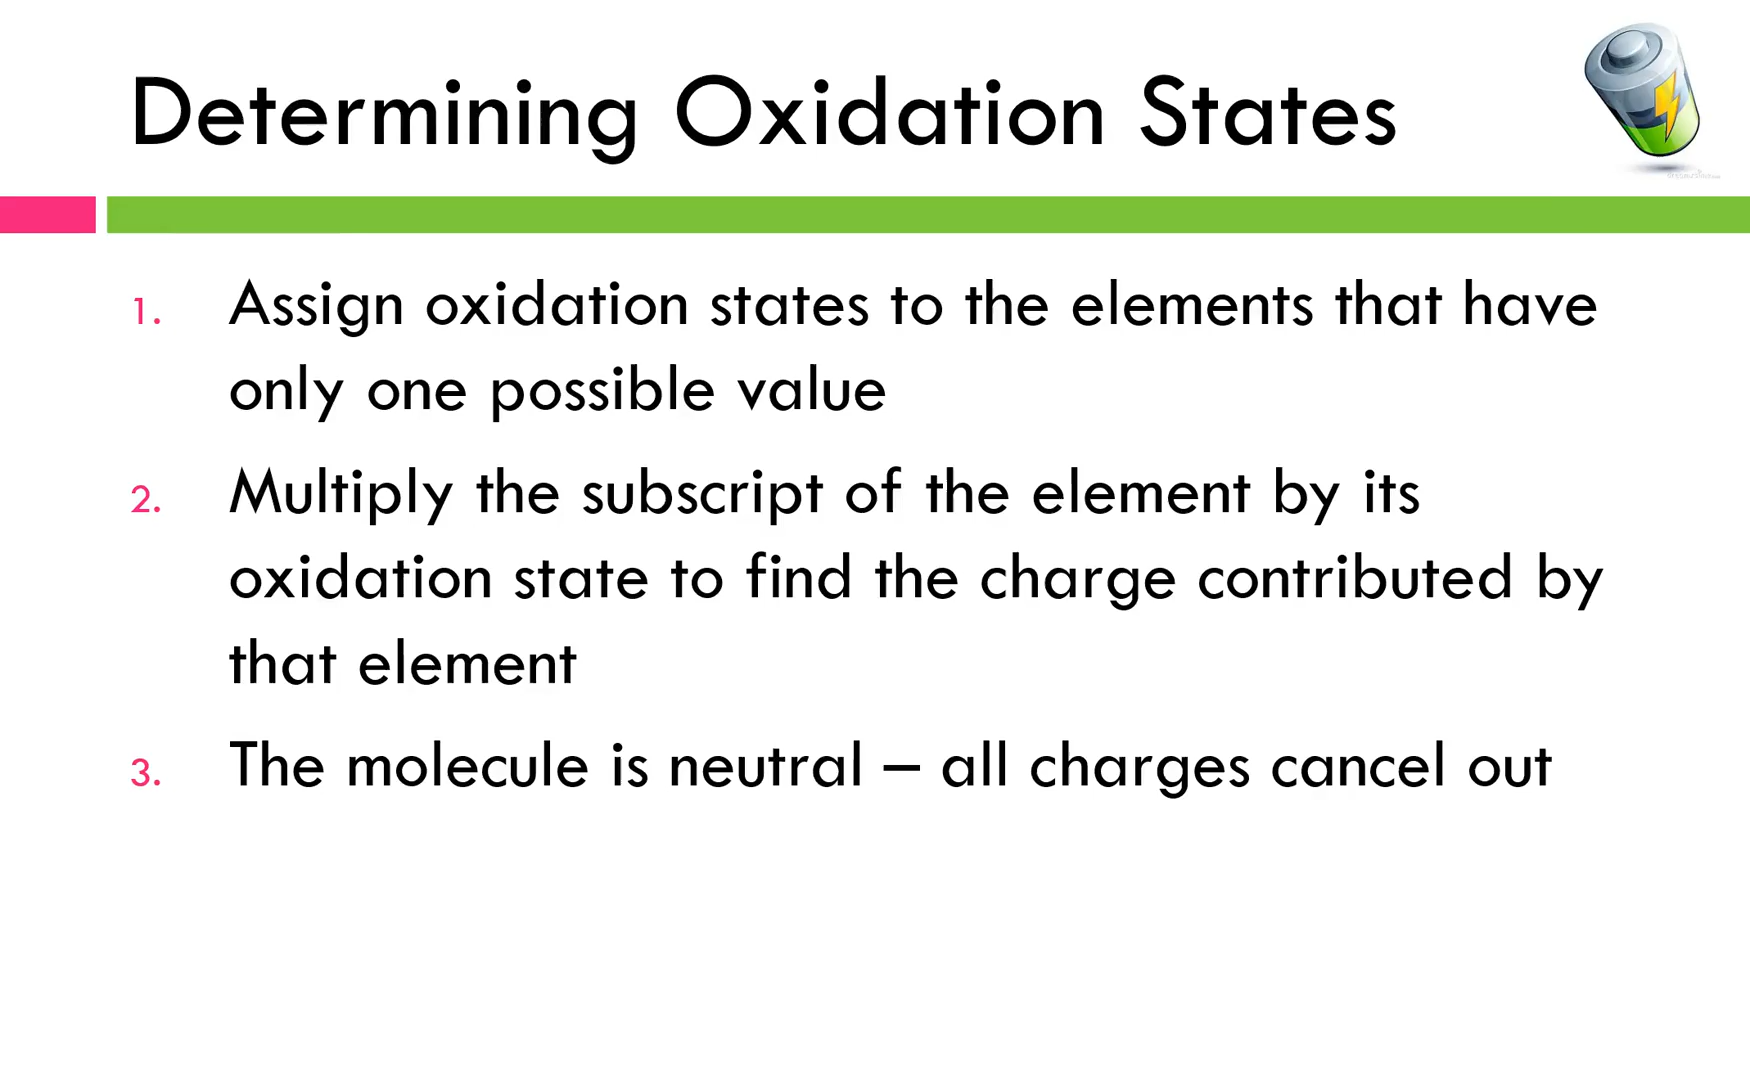 Determining Oxidation States
1. Assign oxidation states to the elements that have
only one possible value
2. Multiply the subscript of the element by its
oxidation state to find the charge contributed by
that element
3. The molecule is neutral – all charges cancel out